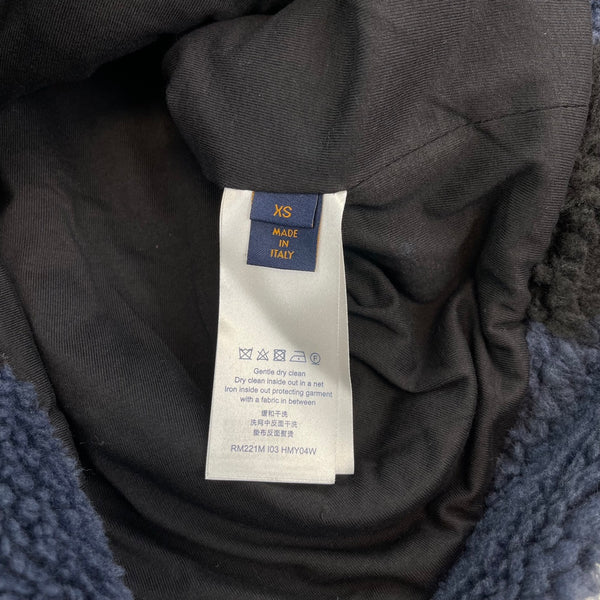 XS
MADE
IN
ITALY
F
Gentle dry clean
Dry clean inside out in a net
Iron inside out protecting garment
with a fabric in between
缓和干洗
洗网中反面干洗
垫布反面熨烫
RM221M I03 HMY04W